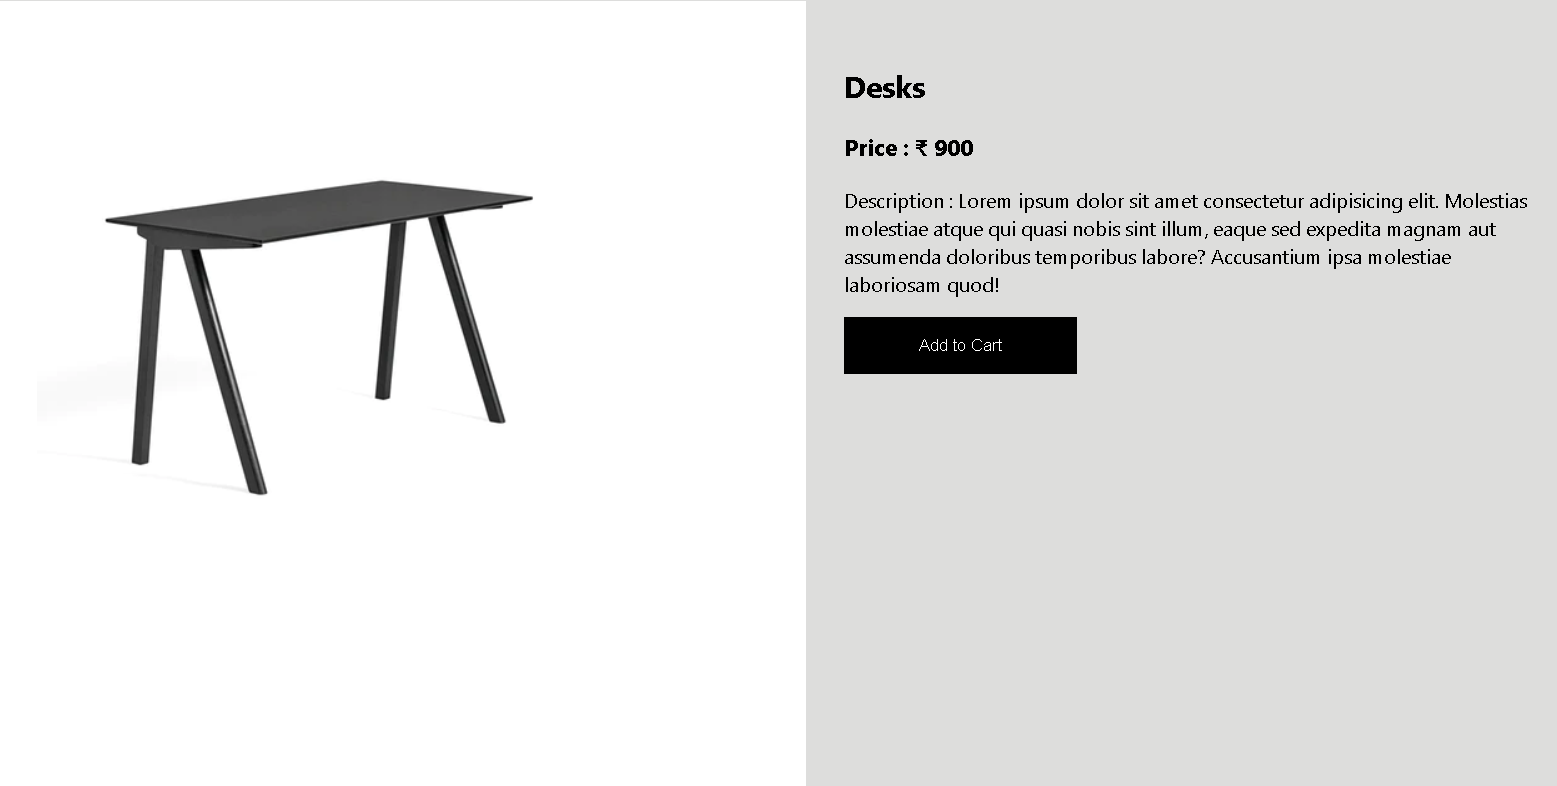 Desks
Price : ₹ 900
Description : Lorem ipsum dolor sit amet consectetur adipisicing elit. Molestias
molestiae atque qui quasi nobis sint illum, eaque sed expedita magnam aut
assumenda doloribus temporibus labore? Accusantium ipsa molestiae
laboriosam quod!
Add to Cart